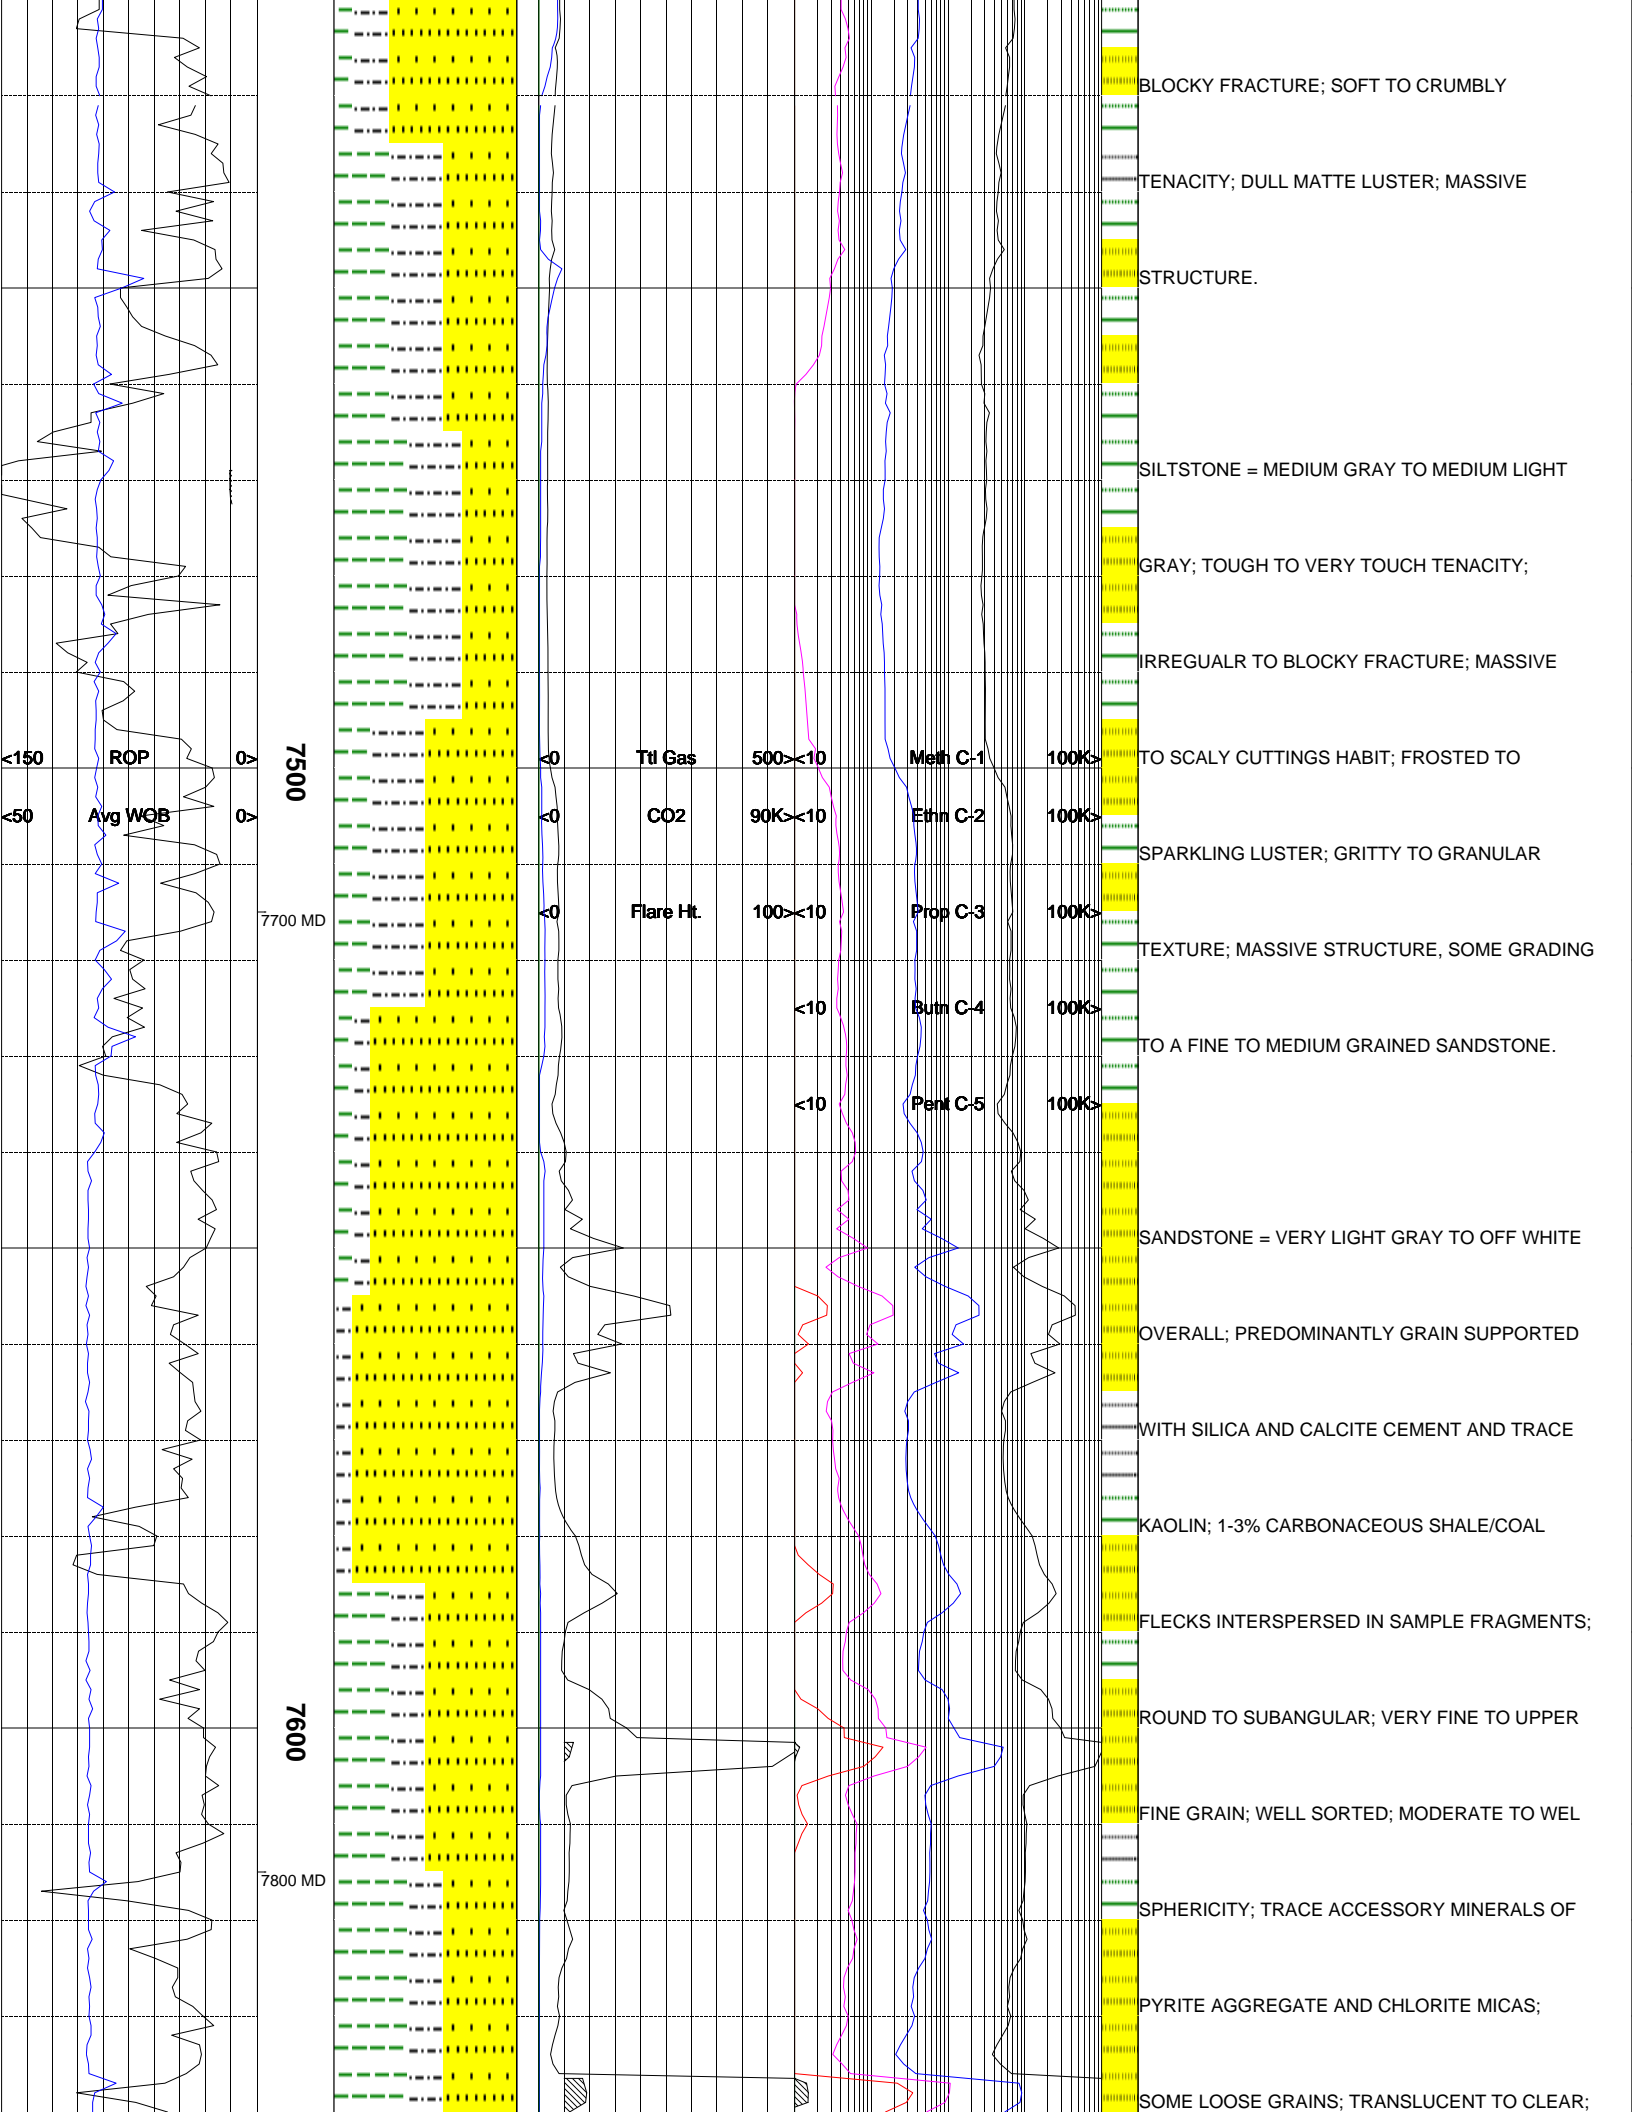 BLOCKY FRACTURE; SOFT TO CRUMBLY
TENACITY; DULL MATTE LUSTER; MASSIVE
STRUCTURE.
SILTSTONE = MEDIUM GRAY TO MEDIUM LIGHT
GRAY; TOUGH TO VERY TOUCH TENACITY;
IRREGUALR TO BLOCKY FRACTURE; MASSIVE
<150 ROP 0> 7500 <0 Ttl Gas 500> <10 Meth C-1 100K> TO SCALY CUTTINGS HABIT; FROSTED TO
<50 Avg WOB 0> <0 CO2 90K> <10 Ethn C-2 100K>
SPARKLING LUSTER; GRITTY TO GRANULAR
7700 MD <0 Flare Ht. 100> <10 Prop C-3 100K>
TEXTURE; MASSIVE STRUCTURE, SOME GRADING
<10 Butn C-4 100K>
TO A FINE TO MEDIUM GRAINED SANDSTONE.
<10 Pent C-5 100K>
SANDSTONE = VERY LIGHT GRAY TO OFF WHITE
OVERALL; PREDOMINANTLY GRAIN SUPPORTED
WITH SILICA AND CALCITE CEMENT AND TRACE
KAOLIN; 1-3% CARBONACEOUS SHALE/COAL
FLECKS INTERSPERSED IN SAMPLE FRAGMENTS;
7600 ROUND TO SUBANGULAR; VERY FINE TO UPPER
FINE GRAIN; WELL SORTED; MODERATE TO WEL
7800 MD
SPHERICITY; TRACE ACCESSORY MINERALS OF
PYRITE AGGREGATE AND CHLORITE MICAS;
SOME LOOSE GRAINS; TRANSLUCENT TO CLEAR;